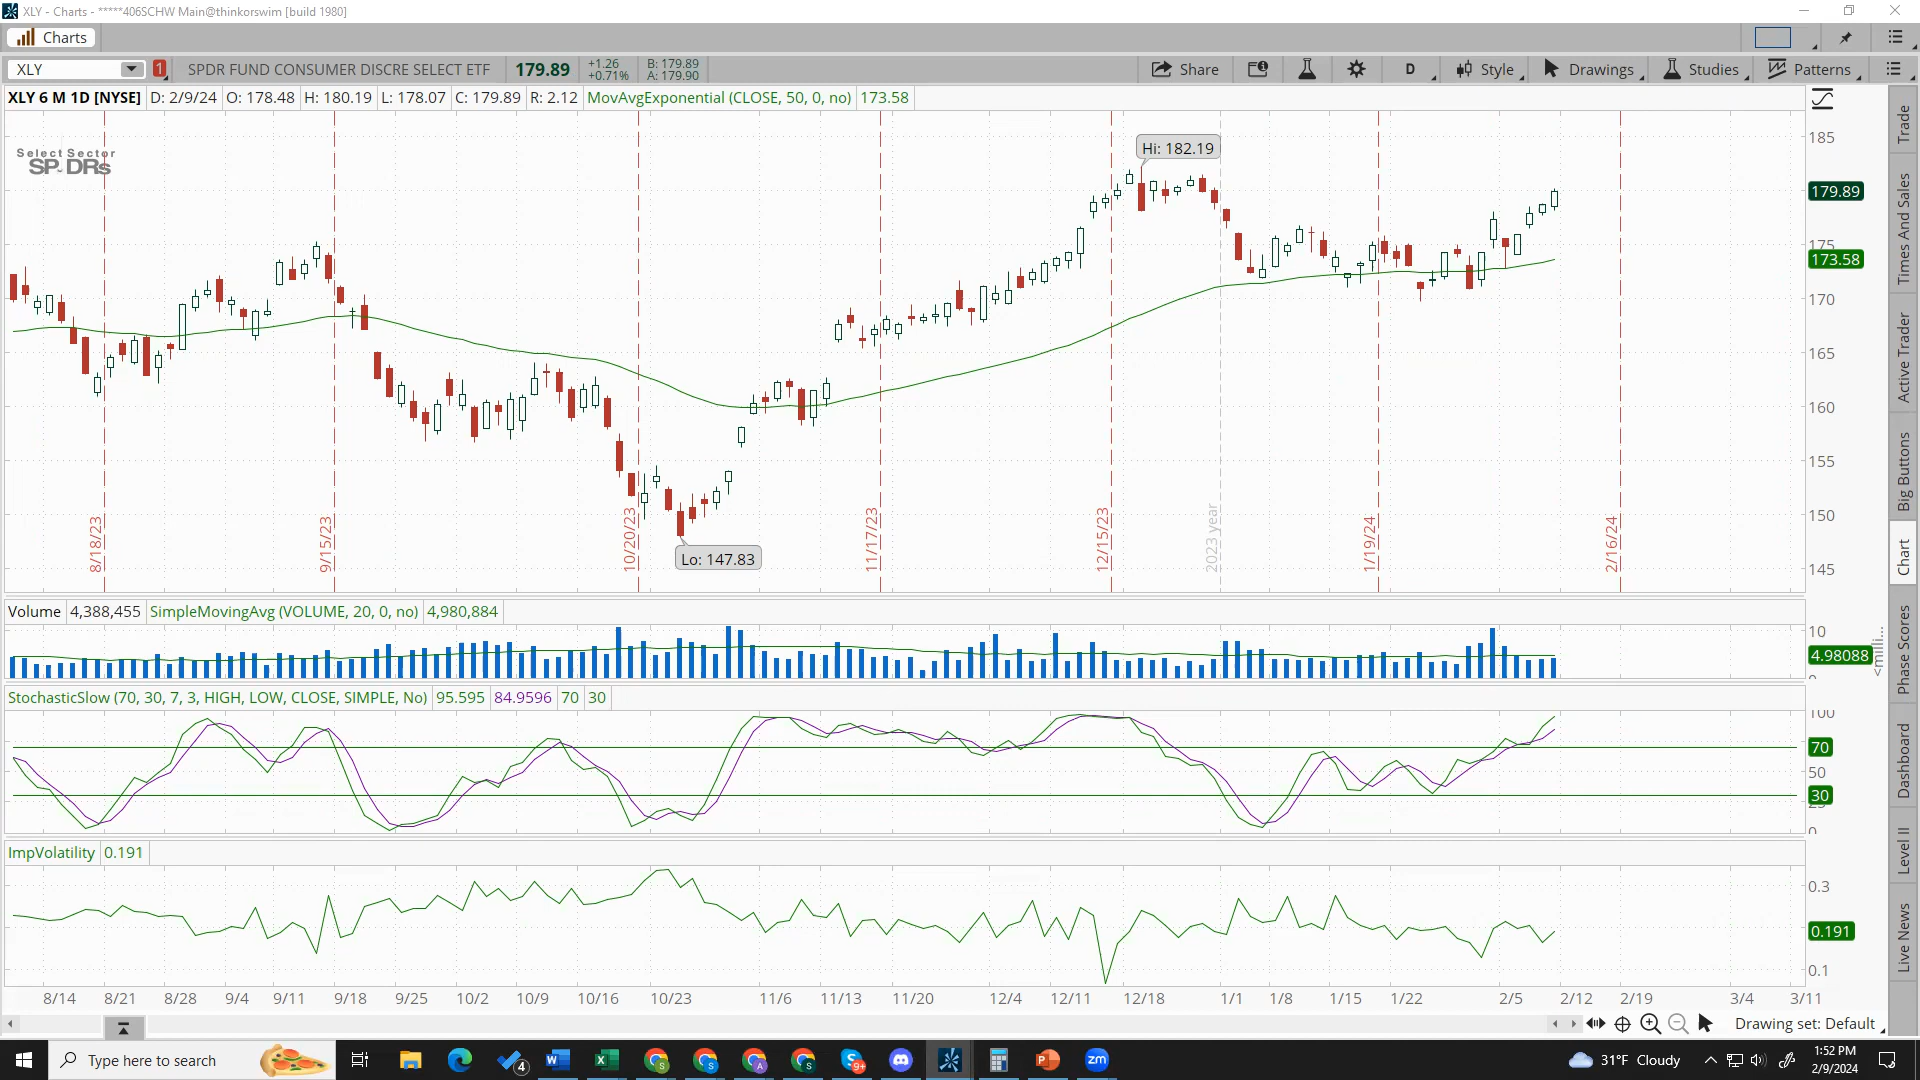 XLY - Charts - *****406SCHW Main@thinkorswim [build 1980]
Charts
XLY
1
SPDR FUND CONSUMER DISCRE SELECT ETF
179.89
+1.26
+0.71%
B: 179.89
A: 179.90
Share
D
Style
Drawings
Studies
Patterns
XLY 6 M 1D [NYSE] D: 2/9/24 O: 178.48 H: 180.19 L: 178.07 C: 179.89 R: 2.12 MovAvgExponential (CLOSE, 50, 0, no) 173.58
Select Sector
SPDRs
Hi: 182.19
Lo: 147.83
185
179.89
175
173.58
170
165
160
155
150
145
8/18/23
9/15/23
10/20/23
11/17/23
12/15/23
2023 year
1/19/24
2/16/24
Volume 4,388,455 SimpleMovingAvg (VOLUME, 20, 0, no) 4,980,884
10
4.98088
<milli...
StochasticSlow (70, 30, 7, 3, HIGH, LOW, CLOSE, SIMPLE, No) 95.595 84.9596 70 30
100
70
50
30
25
0
ImpVolatility 0.191
0.3
0.191
0.1
8/14 8/21 8/28 9/4 9/11 9/18 9/25 10/2 10/9 10/16 10/23 11/6 11/13 11/20 12/4 12/11 12/18 1/1 1/8 1/15 1/22 2/5 2/12 2/19 3/4 3/11
Drawing set: Default
Trade
Times And Sales
Active Trader
Big Buttons
Chart
Phase Scores
Dashboard
Level II
Live News
Type here to search
4
9+
zm
31°F Cloudy
1:52 PM
2/9/2024